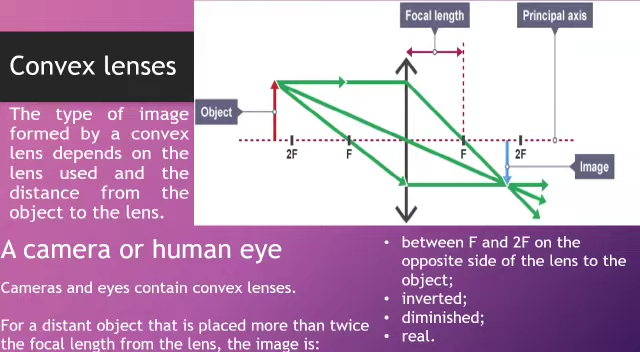 Convex lenses
The type of image
formed by a convex
lens depends on the
lens used and the
distance from the
object to the lens.
Focal length
Principal axis
Object
2F
F
F
2F
Image
A camera or human eye
Cameras and eyes contain convex lenses.
For a distant object that is placed more than twice
the focal length from the lens, the image is:
• between F and 2F on the
opposite side of the lens to the
object;
• inverted;
• diminished;
• real.